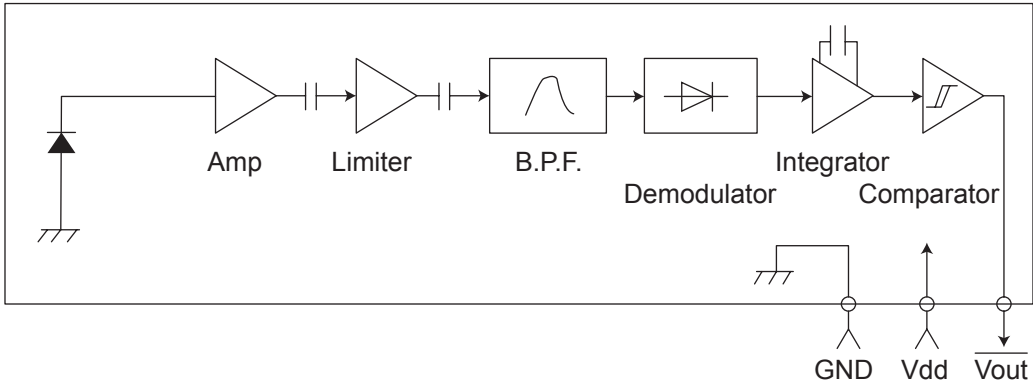 Amp
Limiter
B.P.F.
Integrator
Demodulator
Comparator
GND
Vdd
Vout